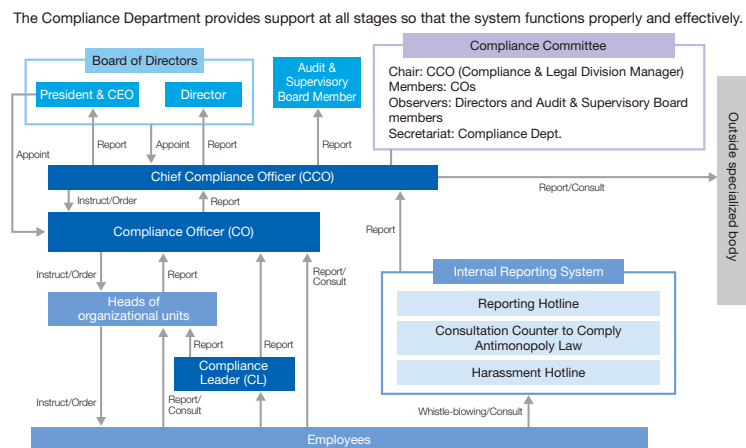 The Compliance Department provides support at all stages so that the system functions properly and effectively.
Board of Directors
President & CEO
Director
Audit &
Supervisory
Board Member
Compliance Committee
Chair: CCO (Compliance & Legal Division Manager)
Members: COs
Observers: Directors and Audit & Supervisory Board
members
Secretariat: Compliance Dept.
Outside specialized body
Appoint
Report
Appoint
Report
Report
Chief Compliance Officer (CCO)
Report/Consult
Instruct/Order
Report
Compliance Officer (CO)
Report
Instruct/Order
Report
Report/
Consult
Internal Reporting System
Reporting Hotline
Consultation Counter to Comply
Antimonopoly Law
Harassment Hotline
Heads of
organizational units
Report
Report
Compliance
Leader (CL)
Instruct/Order
Report/
Consult
Whistle-blowing/Consult
Employees